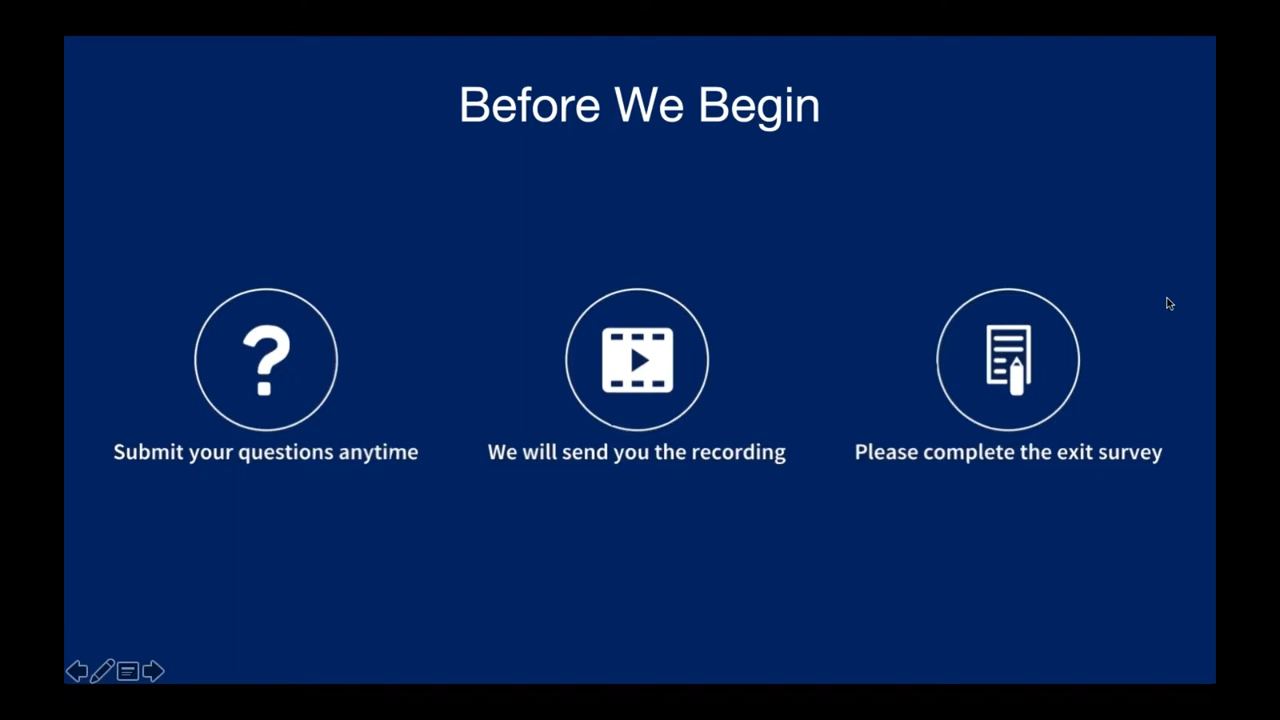 Before We Begin
Submit your questions anytime
We will send you the recording
Please complete the exit survey